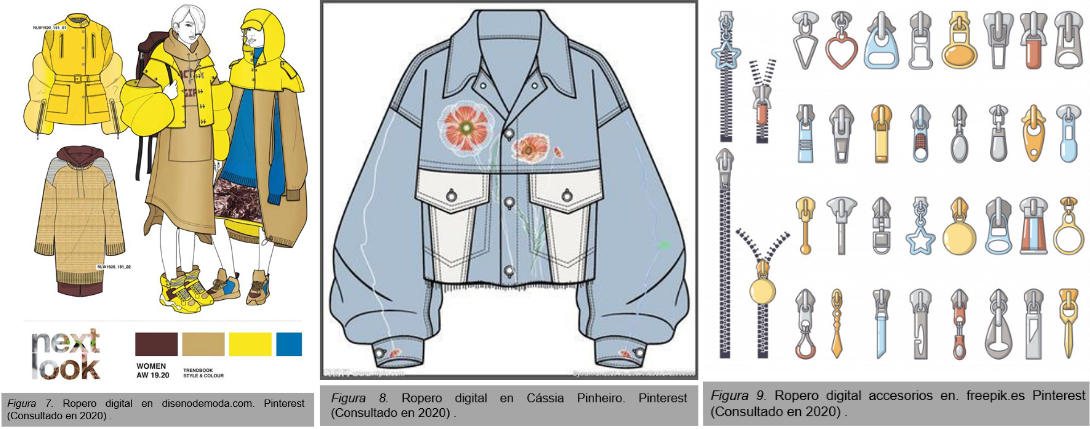 NLW1920_151_01
NLW1920_151_02
next
look
WOMEN
AW 19.20
TRENDBOOK
STYLE & COLOUR
Figura 7. Ropero digital en disenodemoda.com. Pinterest
(Consultado en 2020) .
Figura 8. Ropero digital en Cássia Pinheiro. Pinterest
(Consultado en 2020) .
Figura 9. Ropero digital accesorios en. freepik.es Pinterest
(Consultado en 2020) .